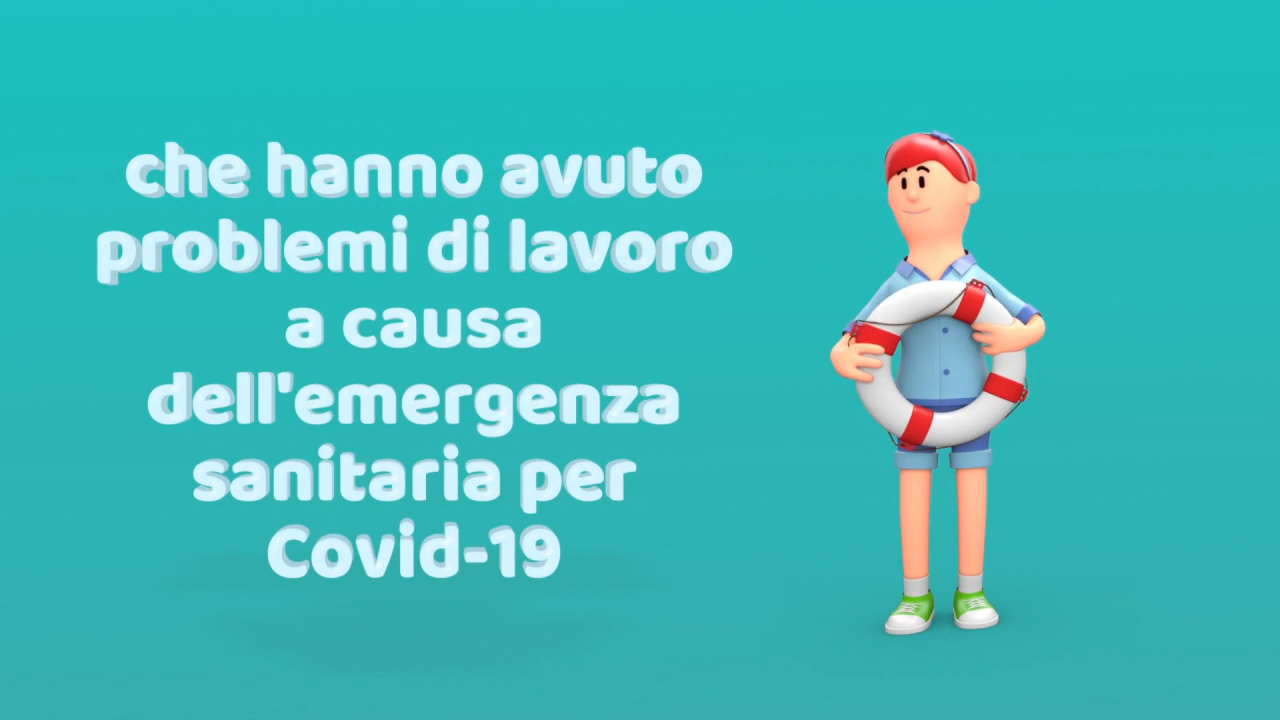 che hanno avuto
problemi di lavoro
a causa
dell'emergenza
sanitaria per
Covid-19